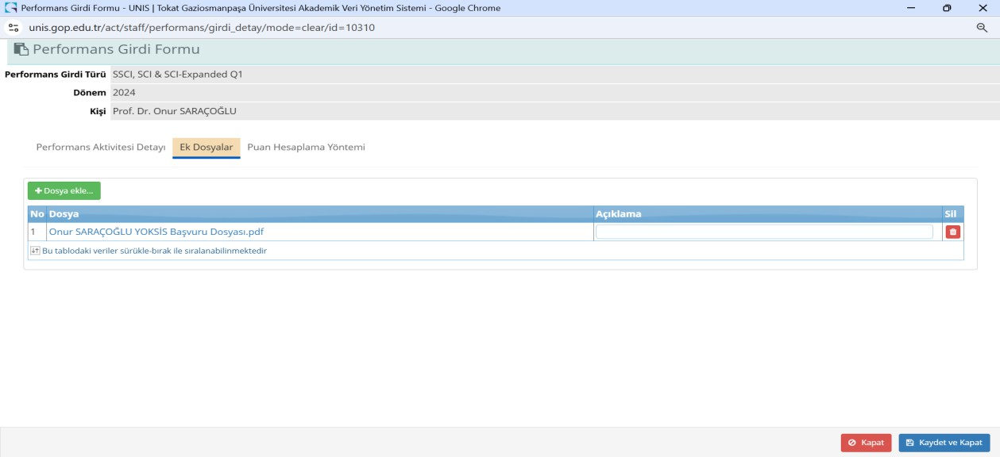 Performans Girdi Formu - UNIS | Tokat Gaziosmanpaşa Üniversitesi Akademik Veri Yönetim Sistemi - Google Chrome
unis.gop.edu.tr/act/staff/performans/girdi_detay/mode=clear/id=10310
Performans Girdi Formu
Performans Girdi Türü SSCI, SCI & SCI-Expanded Q1
Dönem 2024
Kişi Prof. Dr. Onur SARAÇOĞLU
Performans Aktivitesi Detayı Ek Dosyalar Puan Hesaplama Yöntemi
Dosya ekle...
No Dosya Açıklama Sil
1 Onur SARAÇOĞLU YOKSİS Başvuru Dosyası.pdf
Bu tablodaki veriler sürükle-bırak ile sıralanabilinmektedir
Kapat Kaydet ve Kapat